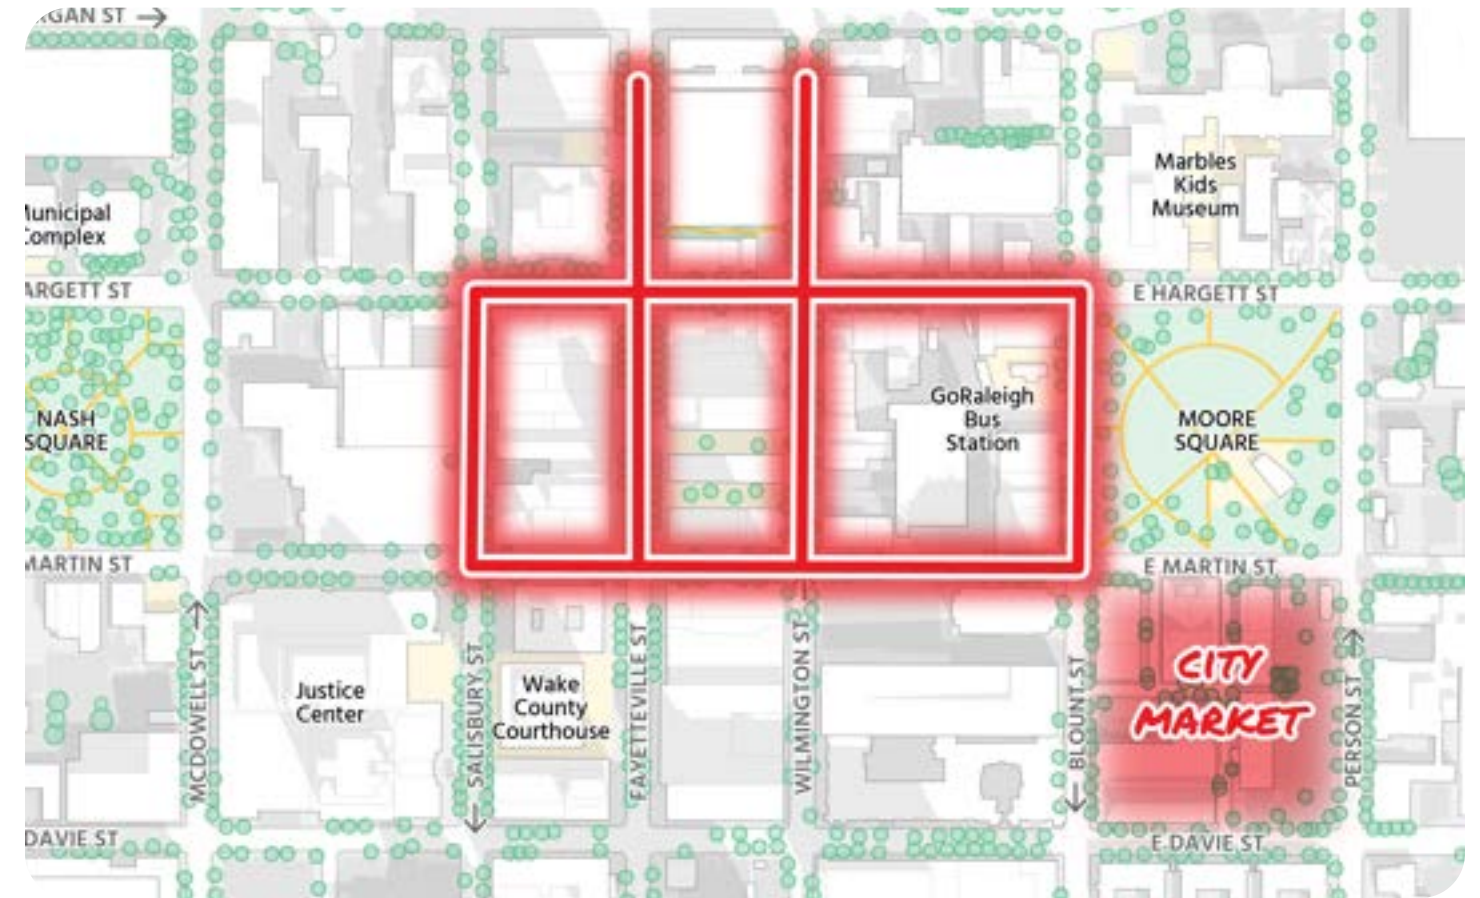 GAN ST
Marbles
Kids
Museum
unicipal
omplex
ARGETT ST
E HARGETT ST
GoRaleigh
Bus
Station
NASH
SQUARE
MOORE
SQUARE
MARTIN ST
E MARTIN ST
MCDOWELL ST
Justice
Center
SALISBURY ST
Wake
County
Courthouse
FAYETTEVILLE ST
WILMINGTON ST
BLOUNT ST
CITY
MARKET
PERSON ST
DAVIE ST
E DAVIE ST